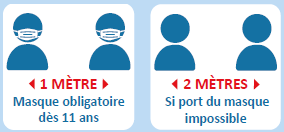 1 MÈTRE
Masque obligatoire
dès 11 ans
2 MÈTRES
Si port du masque
impossible